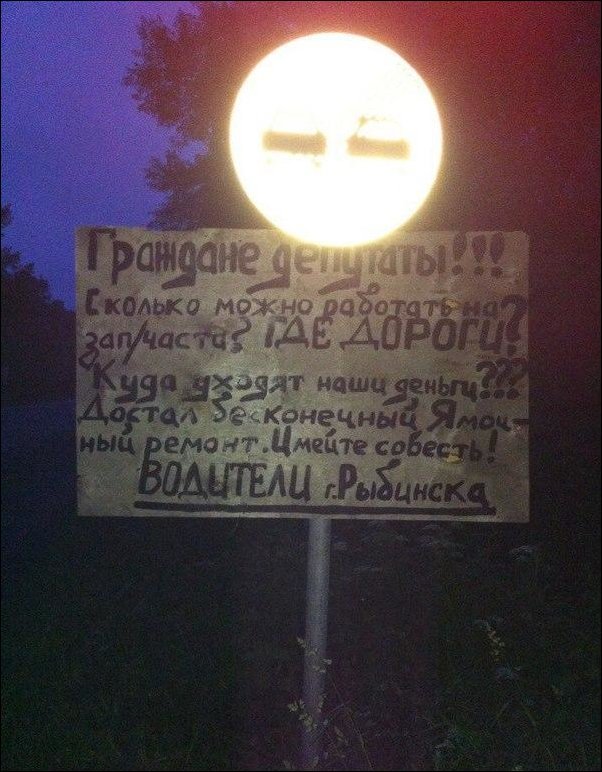 Граждане депутаты!!!
Сколько можно работать на
зап/части? ГДЕ ДОРОГИ?
Куда уходят наши деньги???
Достал бесконечный Ямоч-
ный ремонт. Имейте собесть!
ВОДИТЕЛИ г. Рыбинска